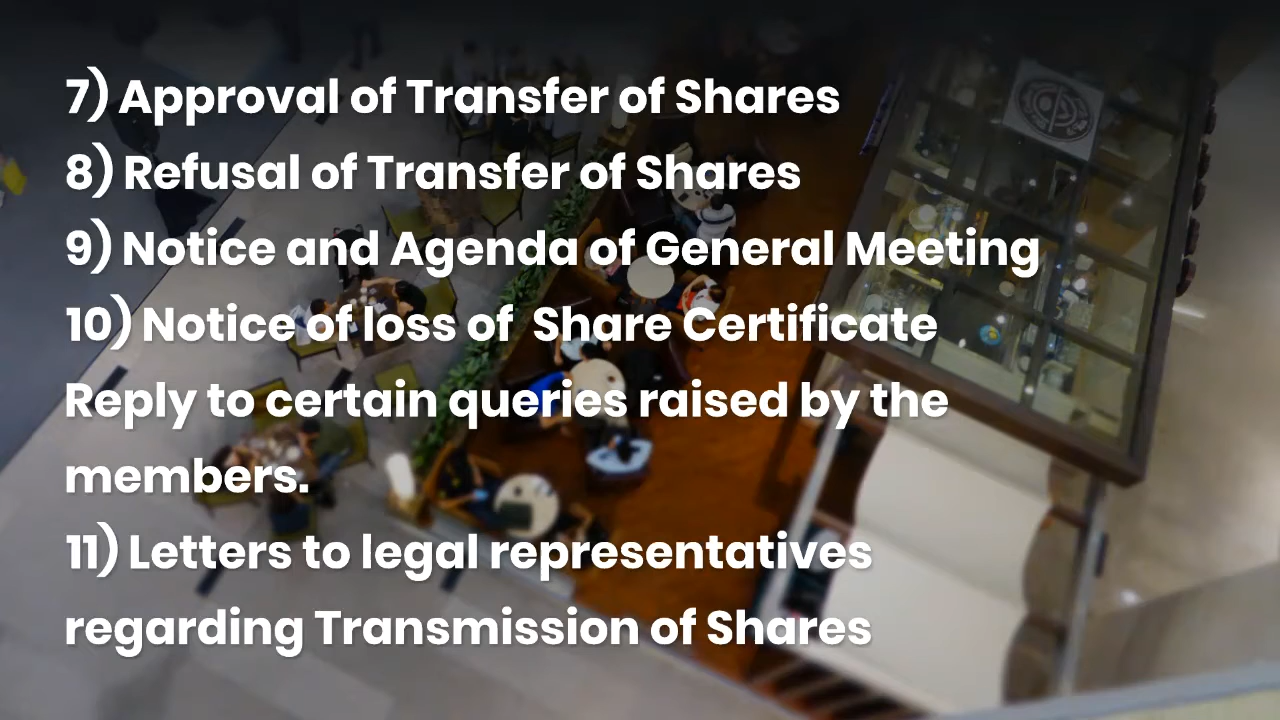 7) Approval of Transfer of Shares
8) Refusal of Transfer of Shares
9) Notice and Agenda of General Meeting
10) Notice of loss of  Share Certificate
Reply to certain queries raised by the
members.
11) Letters to legal representatives
regarding Transmission of Shares